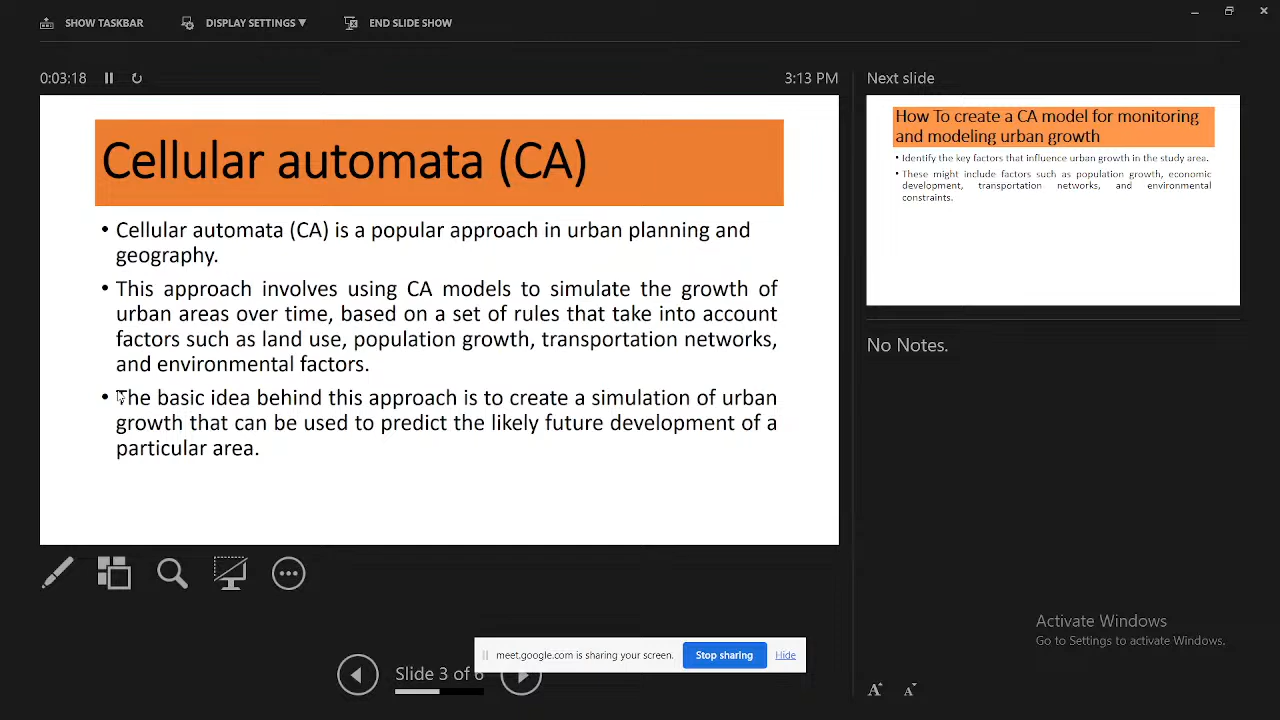 SHOW TASKBAR DISPLAY SETTINGS ▼ END SLIDE SHOW
0:03:18 3:13 PM
Cellular automata (CA)
• Cellular automata (CA) is a popular approach in urban planning and
geography.
• This approach involves using CA models to simulate the growth of
urban areas over time, based on a set of rules that take into account
factors such as land use, population growth, transportation networks,
and environmental factors.
• The basic idea behind this approach is to create a simulation of urban
growth that can be used to predict the likely future development of a
particular area.
Next slide
How To create a CA model for monitoring
and modeling urban growth
• Identify the key factors that influence urban growth in the study area.
• These might include factors such as population growth, economic
development, transportation networks, and environmental
constraints.
No Notes.
Activate Windows
Go to Settings to activate Windows.
meet.google.com is sharing your screen. Stop sharing Hide
Slide 3 of 6
A A